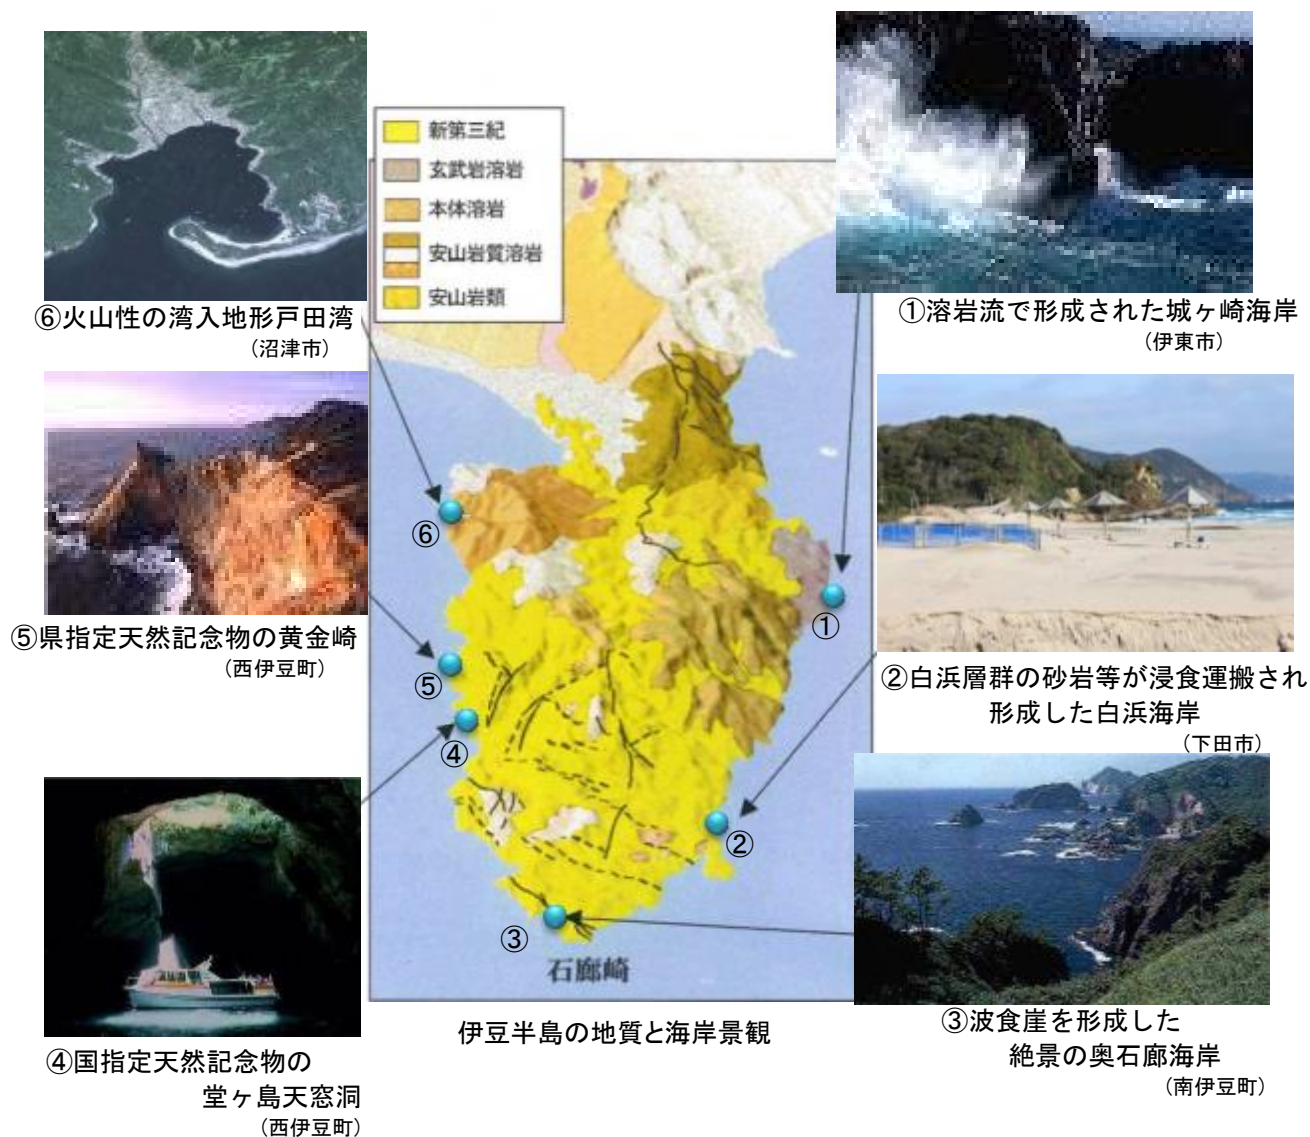 新第三紀
玄武岩溶岩
本体溶岩
安山岩質溶岩
安山岩類
⑥火山性の湾入地形戸田湾
(沼津市)
①溶岩流で形成された城ヶ崎海岸
(伊東市)
⑤県指定天然記念物の黄金崎
(西伊豆町)
②白浜層群の砂岩等が浸食運搬され
形成した白浜海岸
(下田市)
⑥
①
⑤
④
②
③
石廊崎
伊豆半島の地質と海岸景観
③波食崖を形成した
絶景の奥石廊海岸
(南伊豆町)
④国指定天然記念物の
堂ヶ島天窓洞
(西伊豆町)